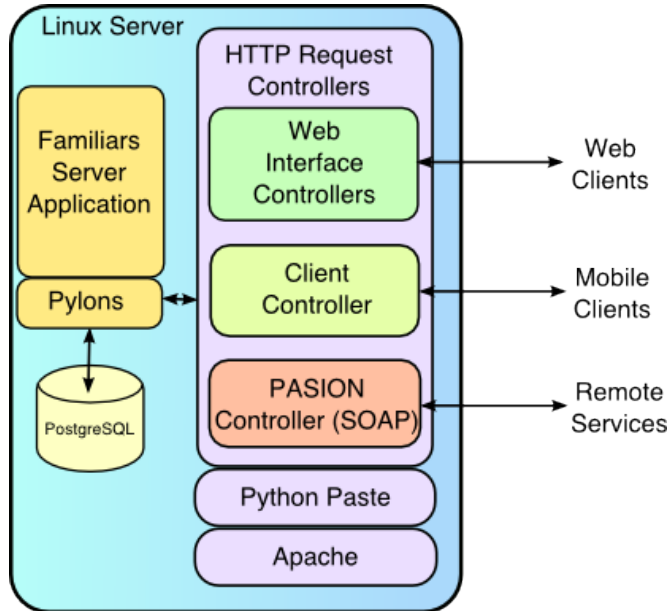 Linux Server
HTTP Request
Controllers
Familiars
Server
Application
Web
Interface
Controllers
Web
Clients
Pylons
Client
Controller
Mobile
Clients
PostgreSQL
PASION
Controller (SOAP)
Remote
Services
Python Paste
Apache